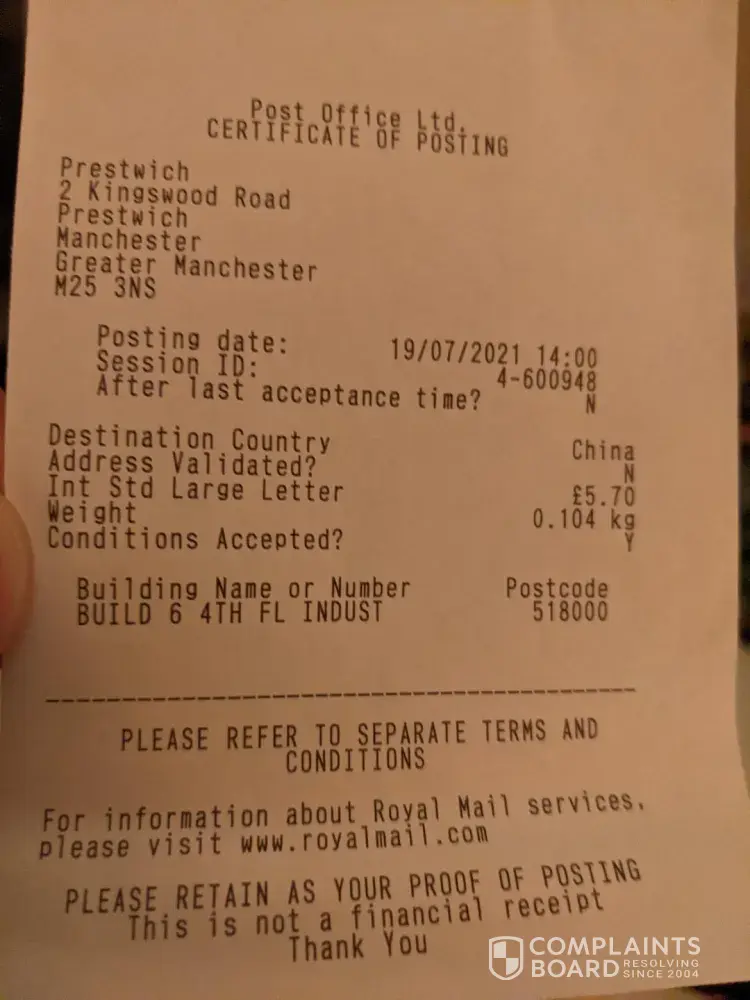 Post Office Ltd.
CERTIFICATE OF POSTING
Prestwich
2 Kingswood Road
Prestwich
Manchester
Greater Manchester
M25 3NS
Posting date: 19/07/2021 14:00
Session ID: 4-600948
After last acceptance time? N
Destination Country China
Address Validated? N
Int Std Large Letter £5.70
Weight 0.104 kg
Conditions Accepted? Y
Building Name or Number Postcode
BUILD 6 4TH FL INDUST 518000
PLEASE REFER TO SEPARATE TERMS AND
CONDITIONS
For information about Royal Mail services,
please visit www.royalmail.com
PLEASE RETAIN AS YOUR PROOF OF POSTING
This is not a financial receipt
Thank You
COMPLAINTS
BOARD RESOLVING
SINCE 2004